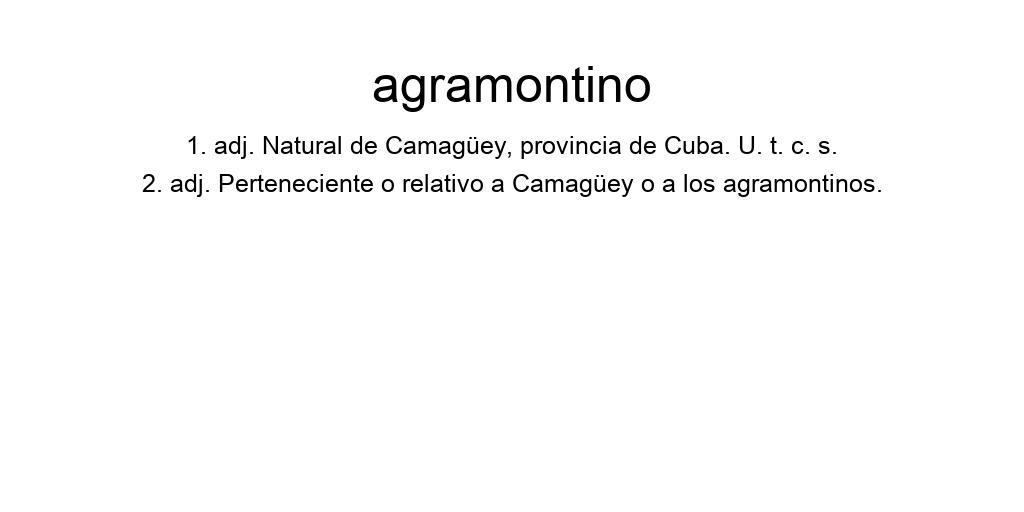 agramontino
1. adj. Natural de Camagüey, provincia de Cuba. U. t. c. s.
2. adj. Perteneciente o relativo a Camagüey o a los agramontinos.